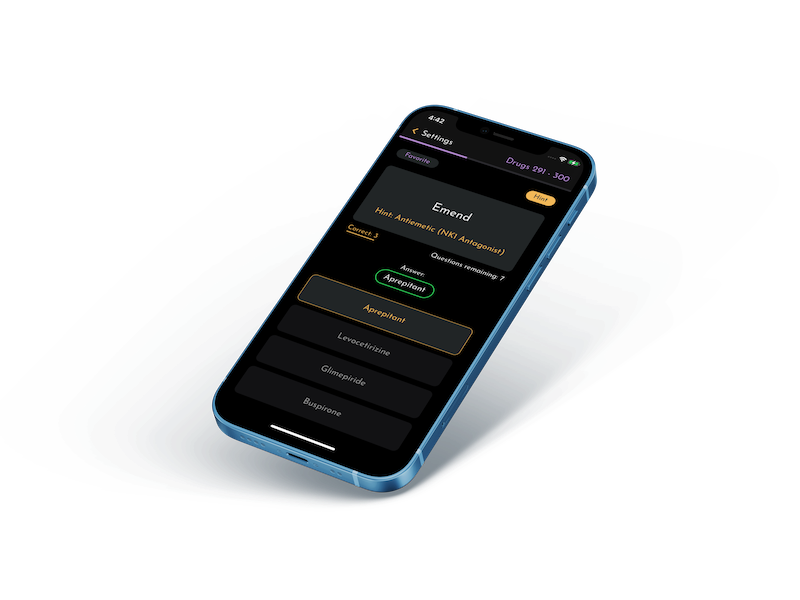 4:42
Settings
Drugs 291 - 300
Favorite
Hint
Emend
Hint: Antiemetic (NK1 Antagonist)
Correct: 3
Questions remaining: 7
Answer:
Aprepitant
Aprepitant
Levocetirizine
Glimepiride
Buspirone